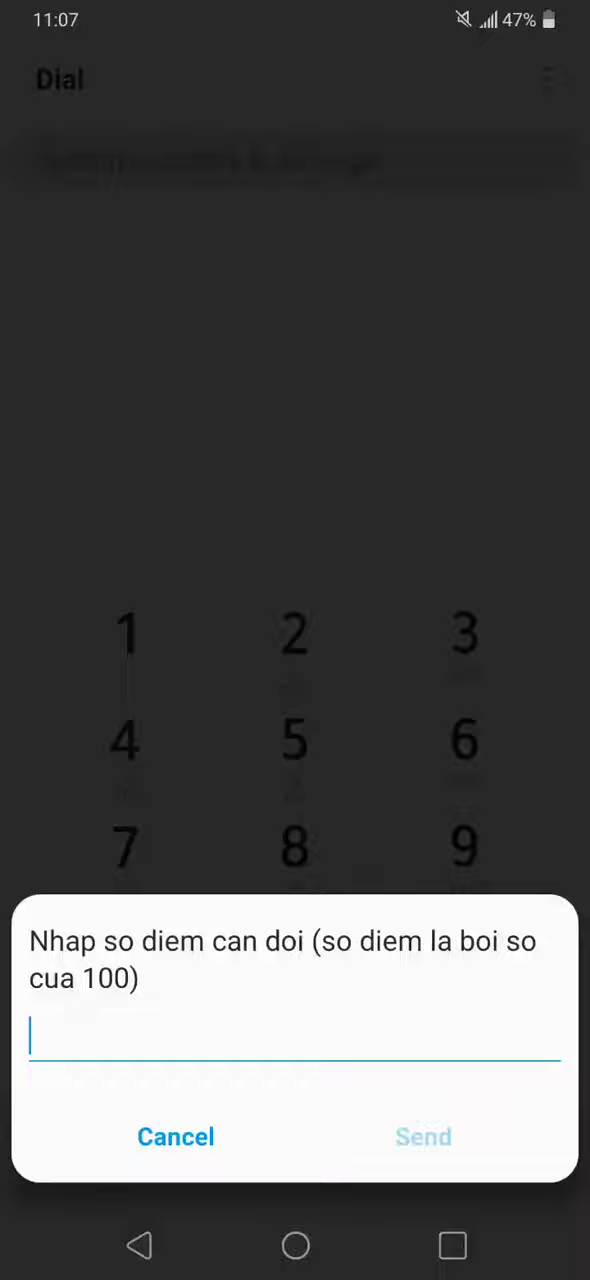 11:07
47%
Dial
1 2 3
4 5 6
7 8 9
Nhap so diem can doi (so diem la boi so
cua 100)
Cancel Send